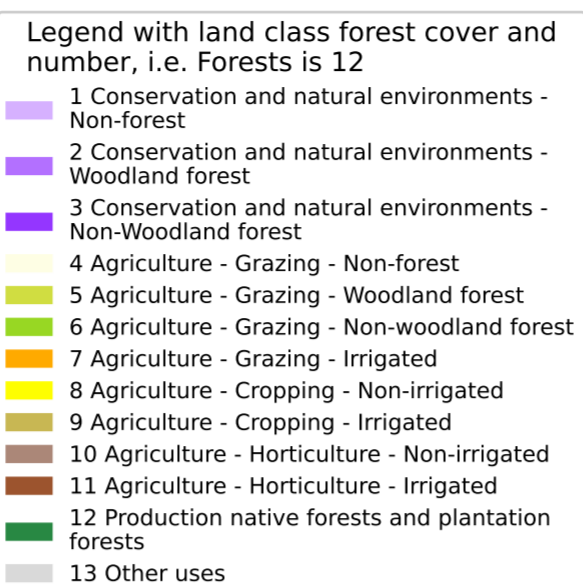 Legend with land class forest cover and
number, i.e. Forests is 12
1 Conservation and natural environments -
Non-forest
2 Conservation and natural environments -
Woodland forest
3 Conservation and natural environments -
Non-Woodland forest
4 Agriculture - Grazing - Non-forest
5 Agriculture - Grazing - Woodland forest
6 Agriculture - Grazing - Non-woodland forest
7 Agriculture - Grazing - Irrigated
8 Agriculture - Cropping - Non-irrigated
9 Agriculture - Cropping - Irrigated
10 Agriculture - Horticulture - Non-irrigated
11 Agriculture - Horticulture - Irrigated
12 Production native forests and plantation
forests
13 Other uses